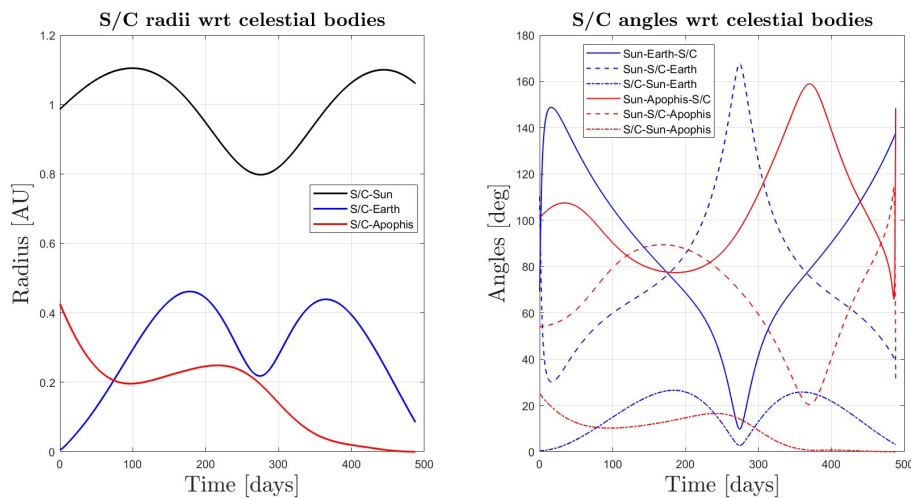 S/C radii wrt celestial bodies
1.2
1
0.8
0.6
0.4
0.2
0
Radius [AU]
S/C-Sun
S/C-Earth
S/C-Apophis
0
100
200
300
400
500
Time [days]
S/C angles wrt celestial bodies
180
160
140
120
100
80
60
40
20
0
Angles [deg]
Sun-Earth-S/C
Sun-S/C-Earth
S/C-Sun-Earth
Sun-Apophis-S/C
Sun-S/C-Apophis
S/C-Sun-Apophis
0
100
200
300
400
500
Time [days]